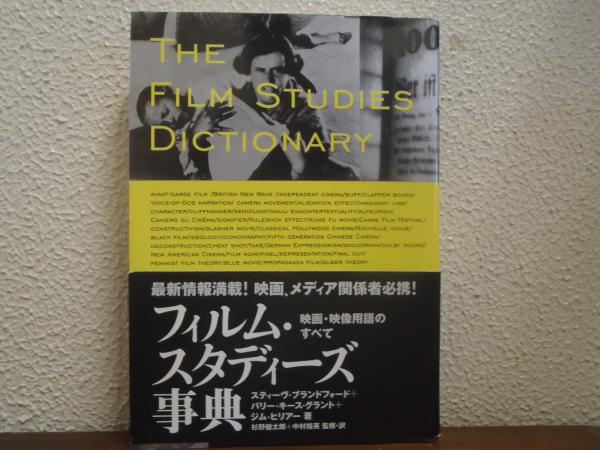 THE
FILM STUDIES
DICTIONARY
AVANT-GARDE FILM /BRITISH NEW WAVE /INDEPENDENT CINEMA/BUFF/CLAPPER BOARD/
VOICE-OF-GOD NARRATION/ CAMERA MOVEMENT/ALIENATION EFFECT/IMAGINARY LINE/
CHARACTER/CLIFFHANGER/SEMIOLOGY/KAIJU EIGA/INTERTEXTUALITY/AUTEURISM/
CAHIERS DU CINÉMA/SIGNIFIER/KULESHOV EFFECT/KUNG FU MOVIE/CANNE FILM FESTIVAL/
CONSTRUCTIVISM/SLASHER MOVIE/CLASSICAL HOLLYWOOD CINEMA/NOUVELLE VAGUE/
BLACK FILM/IDEOLOGY/ICONOGRAPHY/FIFTH GENERATION CHINESE CINEMA/
DECONSTRUCTION/CHEAT SHOT/TAKE/GERMAN EXPRESSIONISM/DOCUDRAMA/DOLBY SOUND/
NEW AMERICAN CINEMA/FILM NOIR/PIXEL/REPRESENTATION/FINAL CUT/
FEMINIST FILM THEORY/BLUE MOVIE/PROPAGANDA FILM/QUEER THEORY
最新情報満載! 映画、メディア関係者必携!
フィルム・
映画・映像用語の
すべて
スタディーズ
事典
スティーヴ・ブランドフォード+
バリー・キース・グラント+
ジム・ヒリアー 著
杉野健太郎+中村裕英 監修・訳